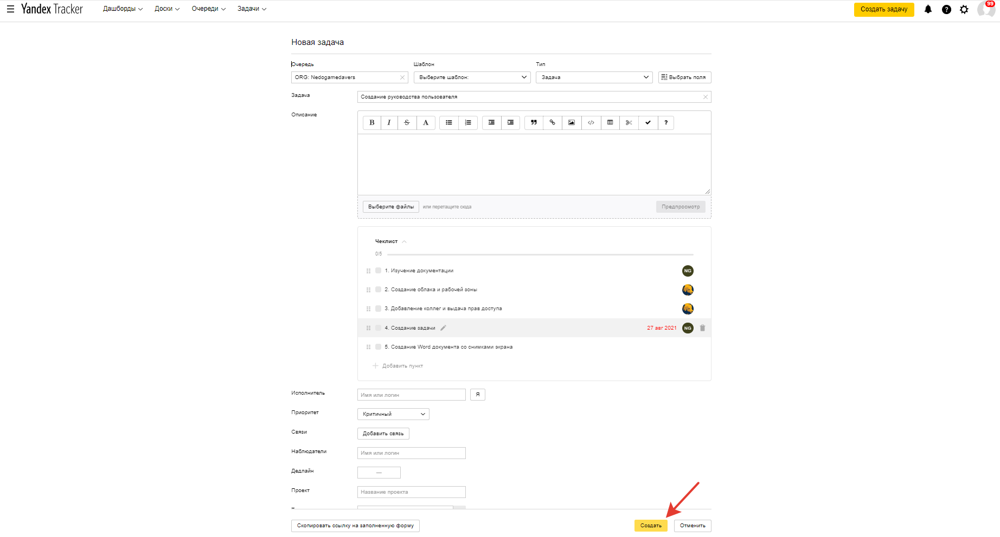 Yandex Tracker Дашборды Доски Очереди Задачи Создать задачу ? 99
Новая задача
Очередь Шаблон Тип
ORG: Nedogamedavers Выберите шаблон: Задача Выбрать поля
Задача Создание руководства пользователя
Описание
B I S A ?
Выберите файлы или перетащите сюда Предпросмотр
Чеклист
0/5
1. Изучение документации NG
2. Создание облака и рабочей зоны
3. Добавление коллег и выдача прав доступа
4. Создание задачи 27 авг 2021 NG
5. Создание Word документа со снимками экрана
Добавить пункт
Исполнитель Имя или логин Я
Приоритет Критичный
Связи Добавить связь
Наблюдатели Имя или логин
Дедлайн —
Проект Название проекта
Скопировать ссылку на заполненную форму Создать Отменить